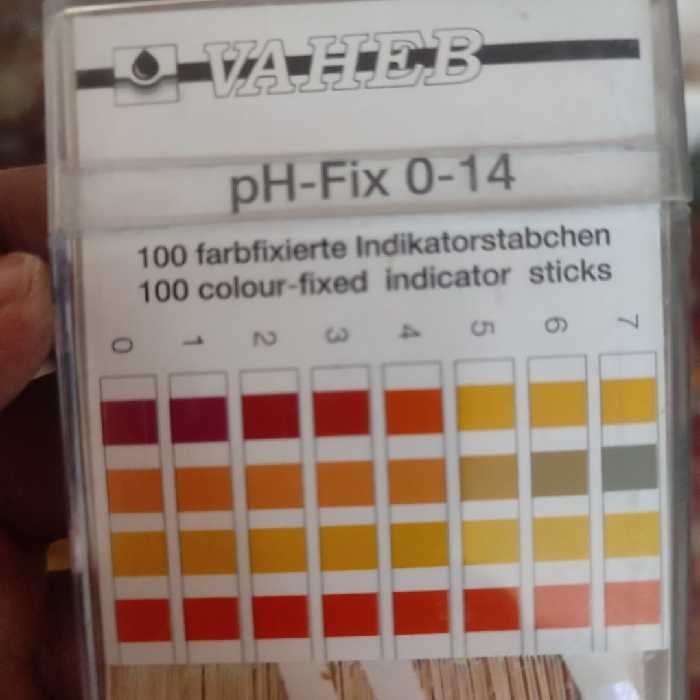 VAHEB
pH-Fix 0-14
100 farbfixierte Indikatorstabchen
100 colour-fixed indicator sticks
0 1 2 3 4 5 6 7